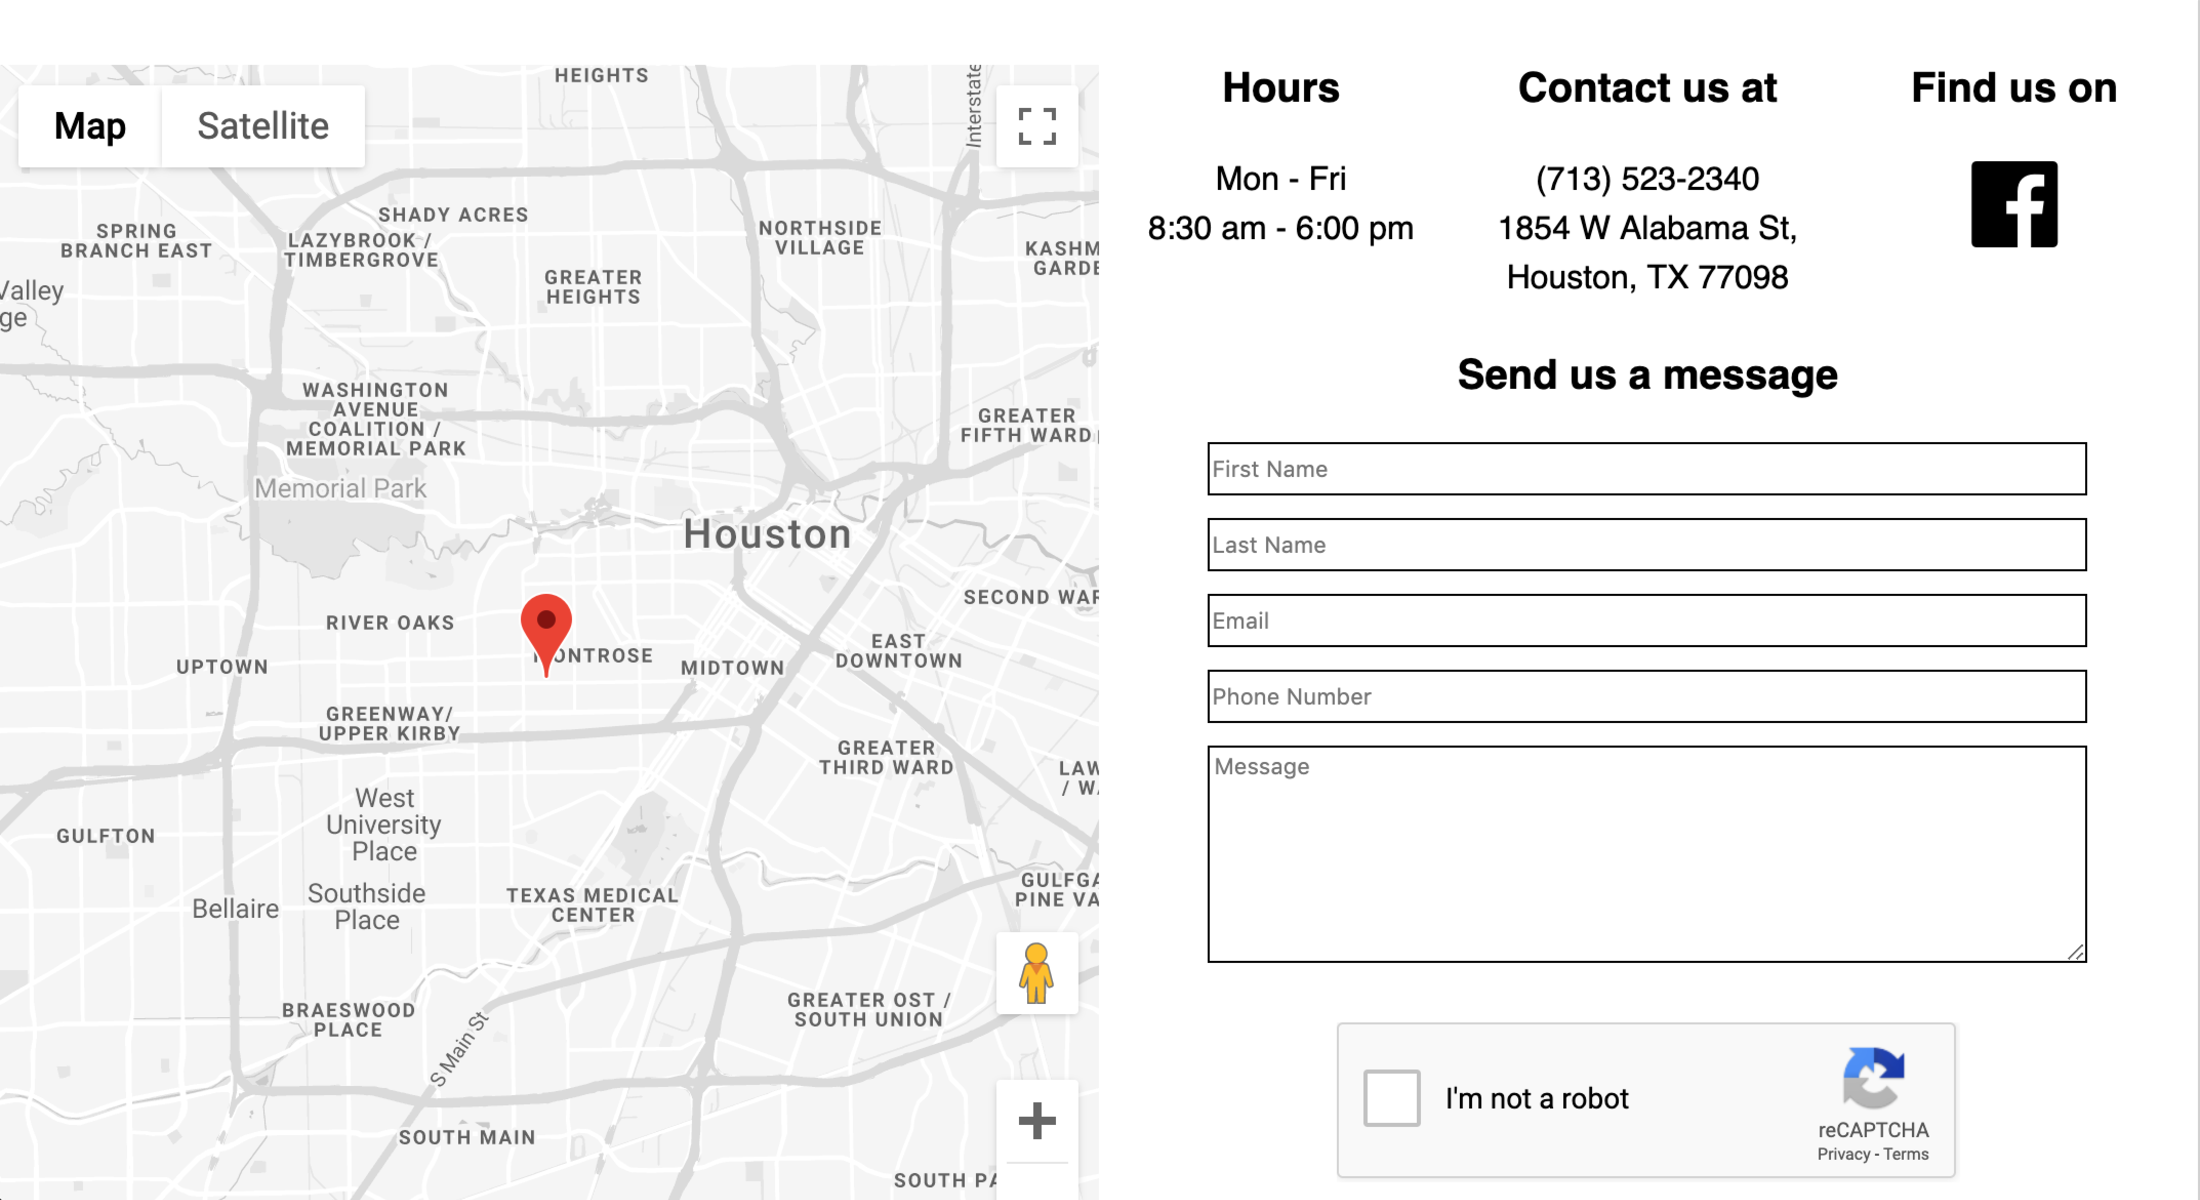 HEIGHTS
Interstate
Map
Satellite
SHADY ACRES
SPRING
BRANCH EAST
LAZYBROOK /
TIMBERGROVE
NORTHSIDE
VILLAGE
KASHM
GARDE
GREATER
HEIGHTS
Valley
ge
WASHINGTON
AVENUE
COALITION /
MEMORIAL PARK
GREATER
FIFTH WARD
Memorial Park
Houston
SECOND WAR
RIVER OAKS
MONTROSE
EAST
DOWNTOWN
UPTOWN
MIDTOWN
GREENWAY/
UPPER KIRBY
GREATER
THIRD WARD
LAW
/ W
West
University
Place
GULFTON
GULFGA
PINE VA
Southside
Place
Bellaire
TEXAS MEDICAL
CENTER
BRAESWOOD
PLACE
GREATER OST /
SOUTH UNION
S Main St
SOUTH MAIN
SOUTH PA
Hours
Mon - Fri
8:30 am - 6:00 pm
Contact us at
(713) 523-2340
1854 W Alabama St,
Houston, TX 77098
Find us on
Send us a message
First Name
Last Name
Email
Phone Number
Message
I'm not a robot
reCAPTCHA
Privacy - Terms